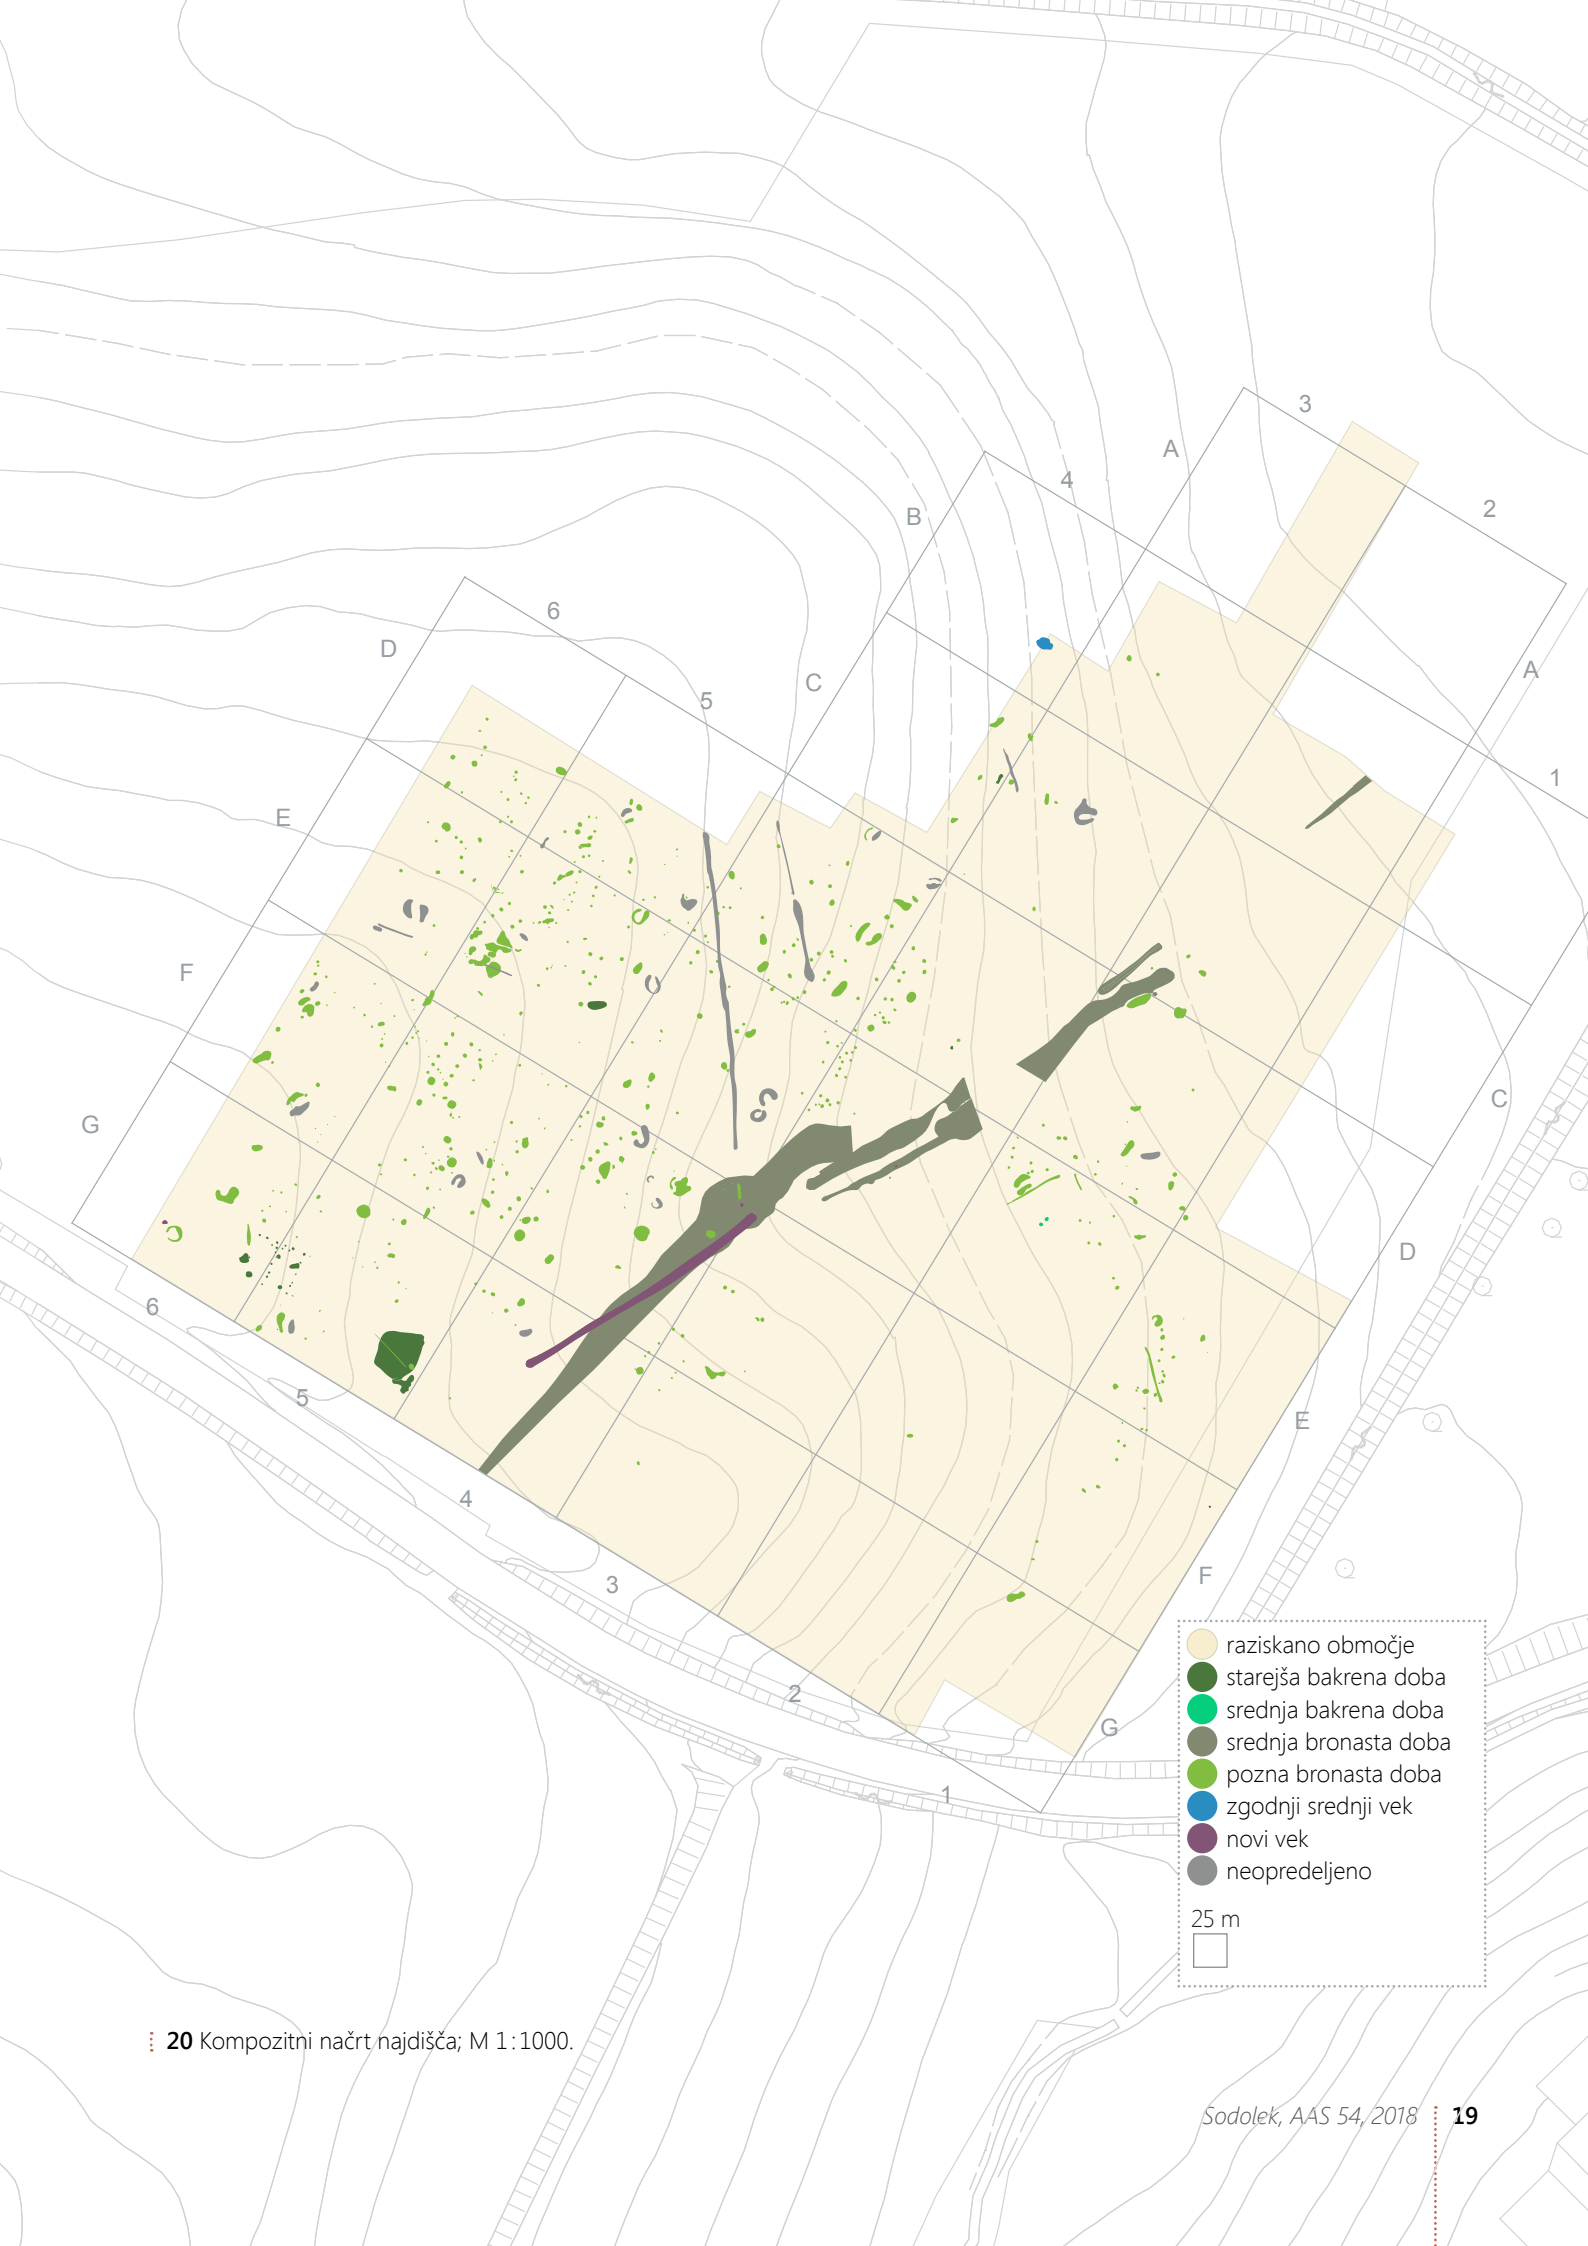 3
A
4
2
B
6
D
A
C
5
1
E
F
C
G
D
6
5
E
4
F
3
2
G
1
raziskano območje
starejša bakrena doba
srednja bakrena doba
srednja bronasta doba
pozna bronasta doba
zgodnji srednji vek
novi vek
neopredeljeno
25 m
20 Kompozitni načrt najdišča; M 1:1000.
Sodolek, AAS 54, 2018 19